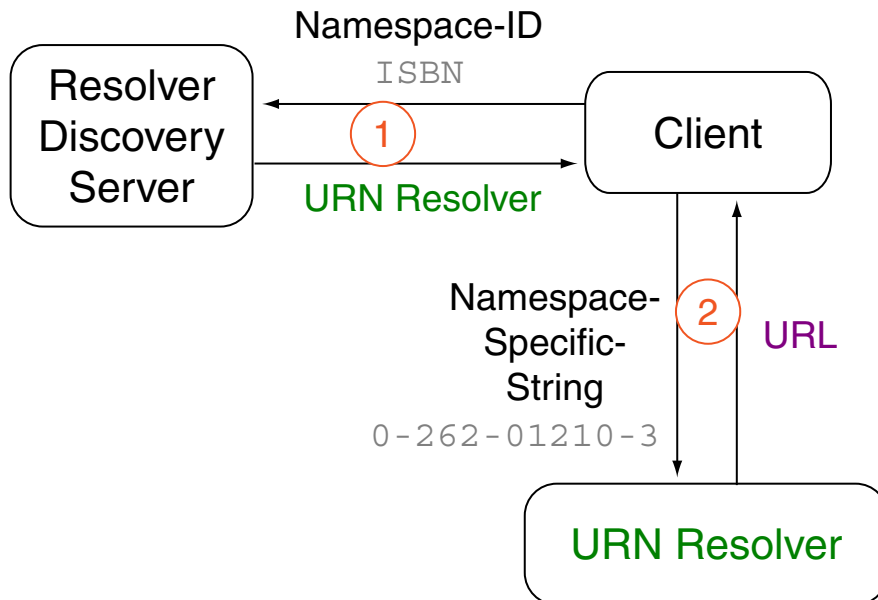 Namespace-ID
ISBN
Resolver
Discovery
Server
1
Client
URN Resolver
Namespace-
Specific-
String
2
URL
0-262-01210-3
URN Resolver